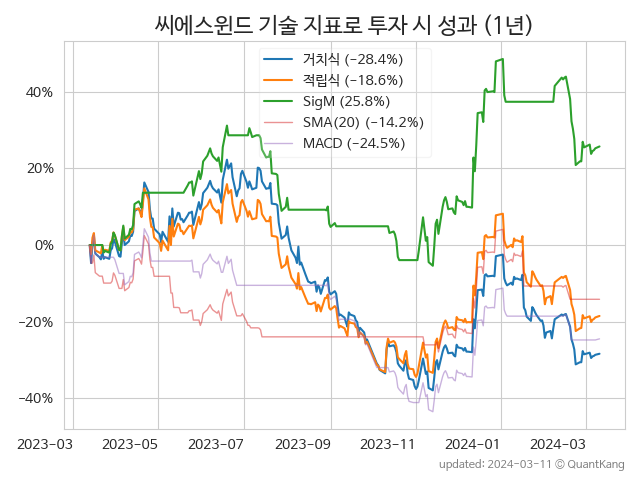 씨에스윈드 기술 지표로 투자 시 성과 (1년)
거치식 (−28.4%)
적립식 (−18.6%)
SigM (25.8%)
SMA(20) (−14.2%)
MACD (−24.5%)
40%
20%
0%
−20%
−40%
2023-03 2023-05 2023-07 2023-09 2023-11 2024-01 2024-03
updated: 2024-03-11 © QuantKang